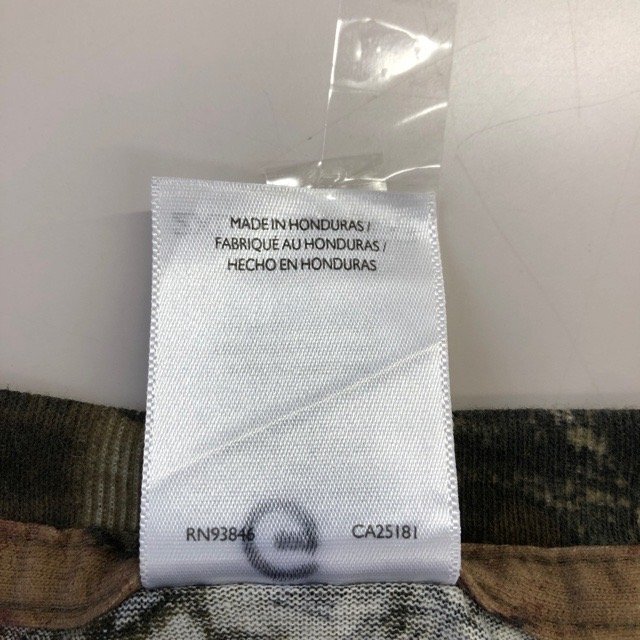 MADE IN HONDURAS /
FABRIQUÉ AU HONDURAS /
HECHO EN HONDURAS
RN93846 CA25181